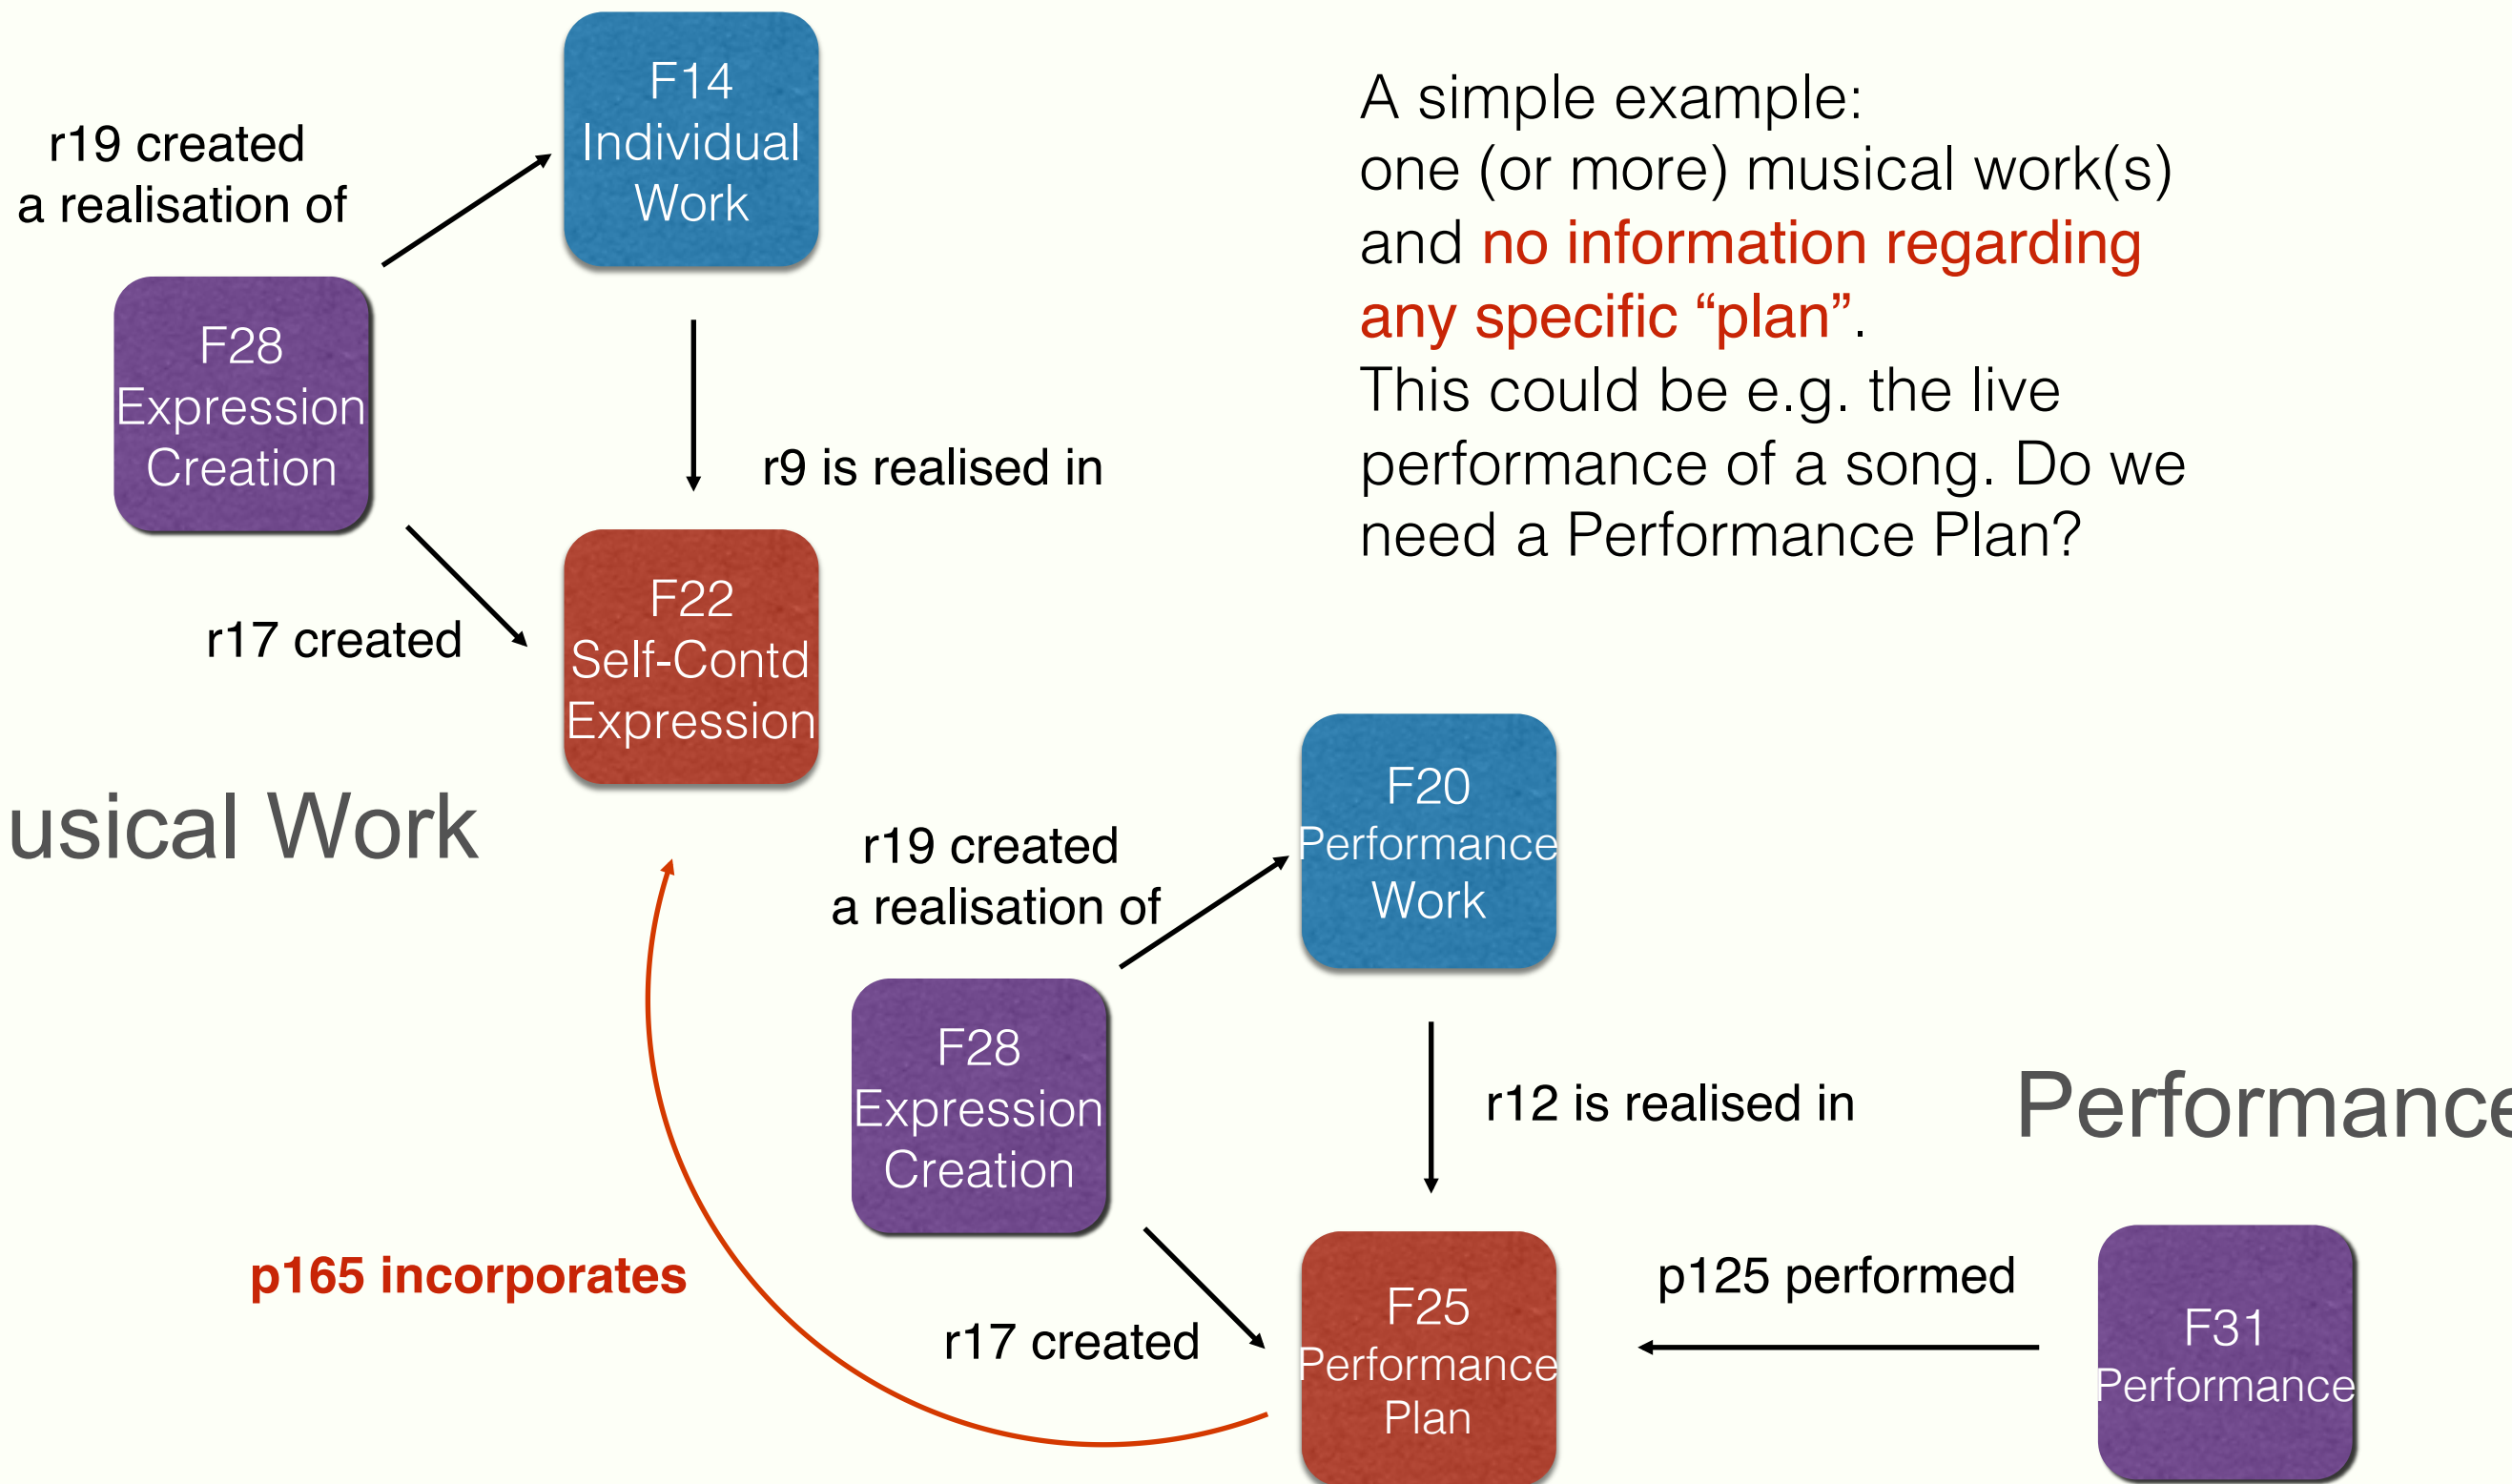 F14
Individual
Work
r19 created
a realisation of
F28
Expression
Creation
r9 is realised in
r17 created
F22
Self-Contd
Expression
A simple example:
one (or more) musical work(s)
and no information regarding
any specific “plan”.
This could be e.g. the live
performance of a song. Do we
need a Performance Plan?
usical Work
F20
Performance
Work
r19 created
a realisation of
F28
Expression
Creation
r12 is realised in
Performance
p165 incorporates
r17 created
F25
Performance
Plan
p125 performed
F31
Performance